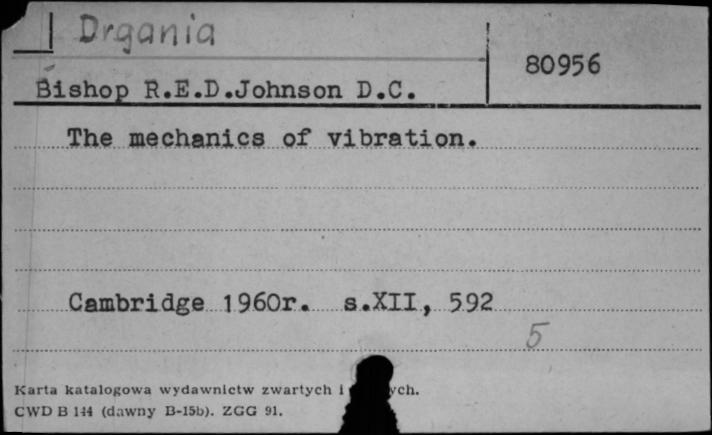 Drgania
80956
Bishop R.E.D.Johnson D.C.
The mechanics of vibration.
Cambridge 1960r. s.XII, 592
5
Karta katalogowa wydawnictw zwartych i
CWD B 144 (dawny B-15b). ZGG 91.